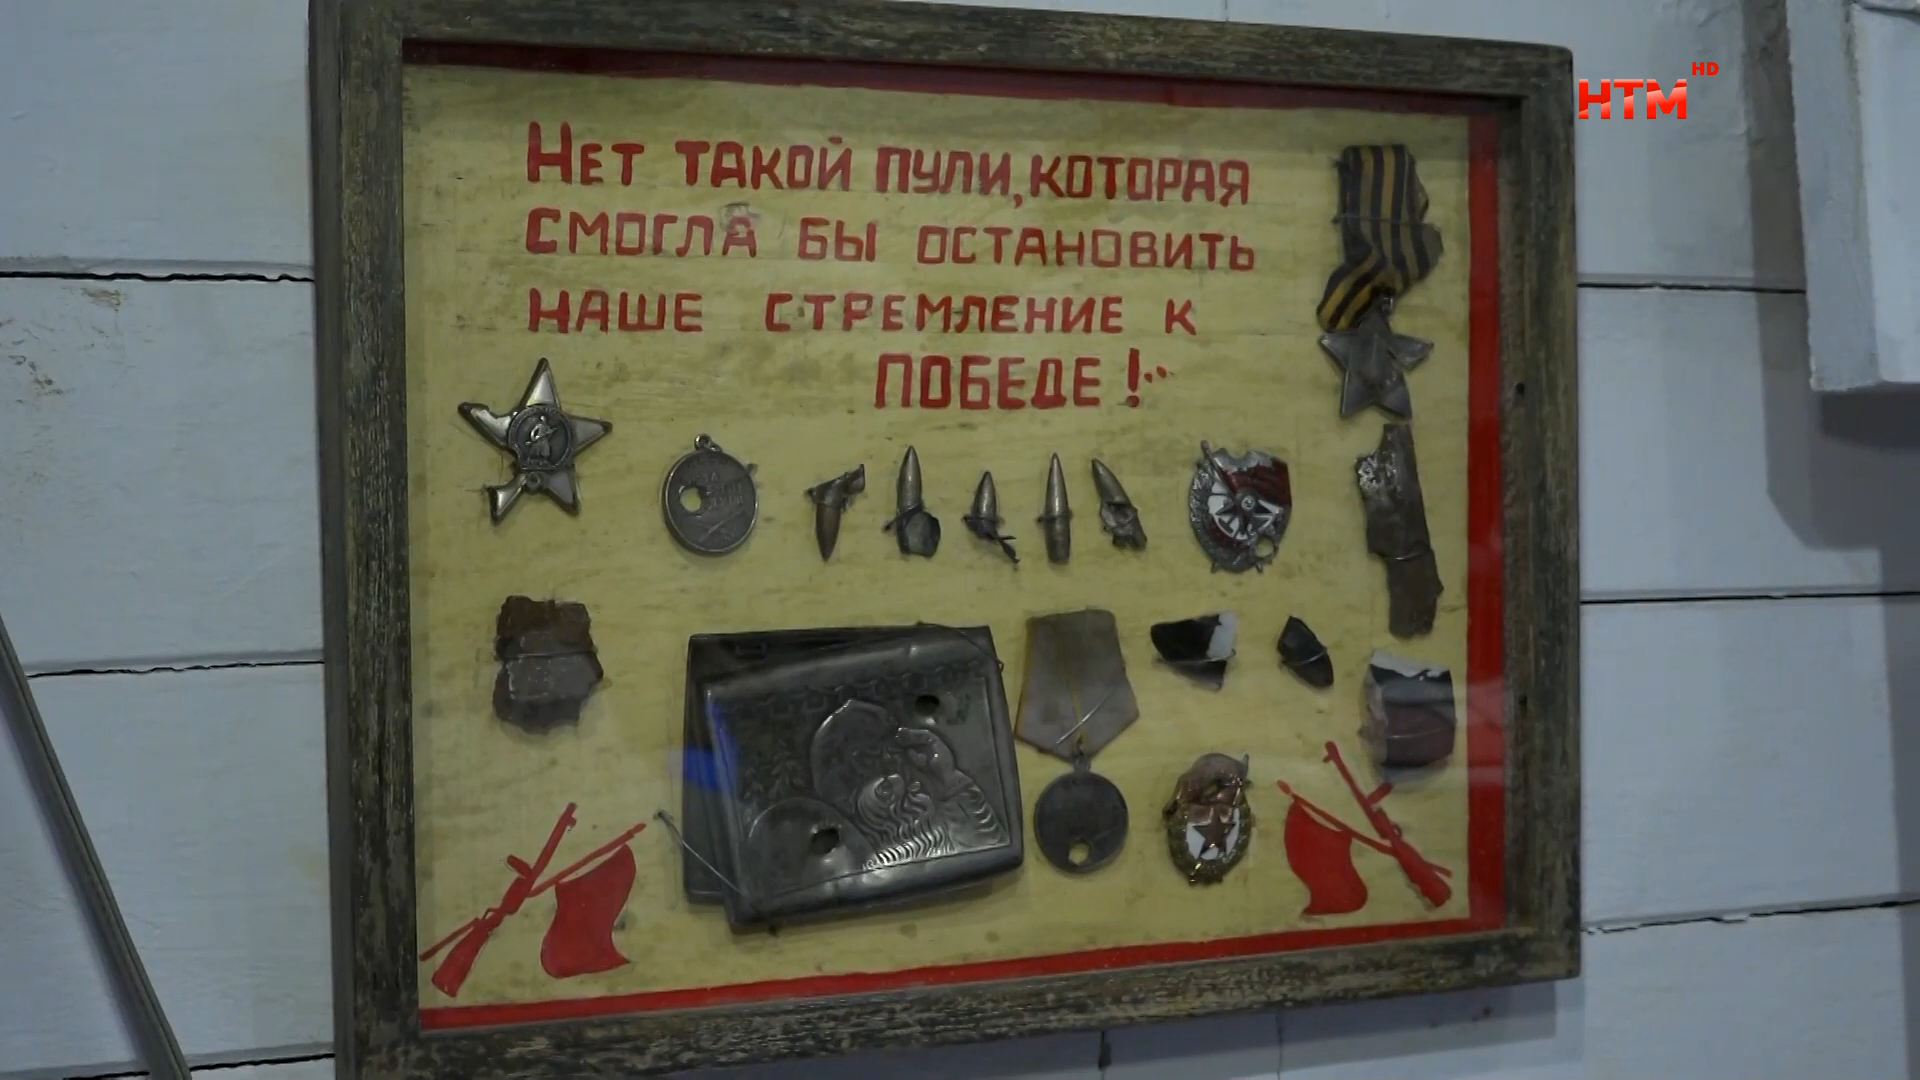 НТМ HD
Нет такой пули, которая
смогла бы остановить
наше стремление к
победе!..